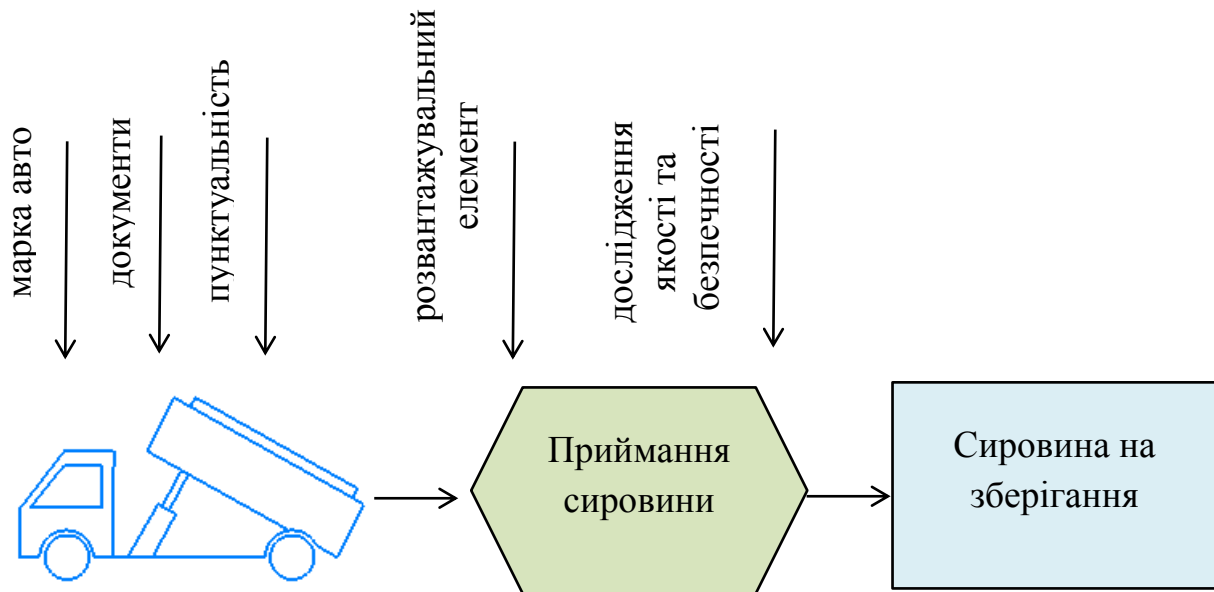 марка авто
документи
пунктуальність
розвантажувальний
елемент
дослідження
якості та
безпечності
Приймання
сировини
Сировина на
зберігання